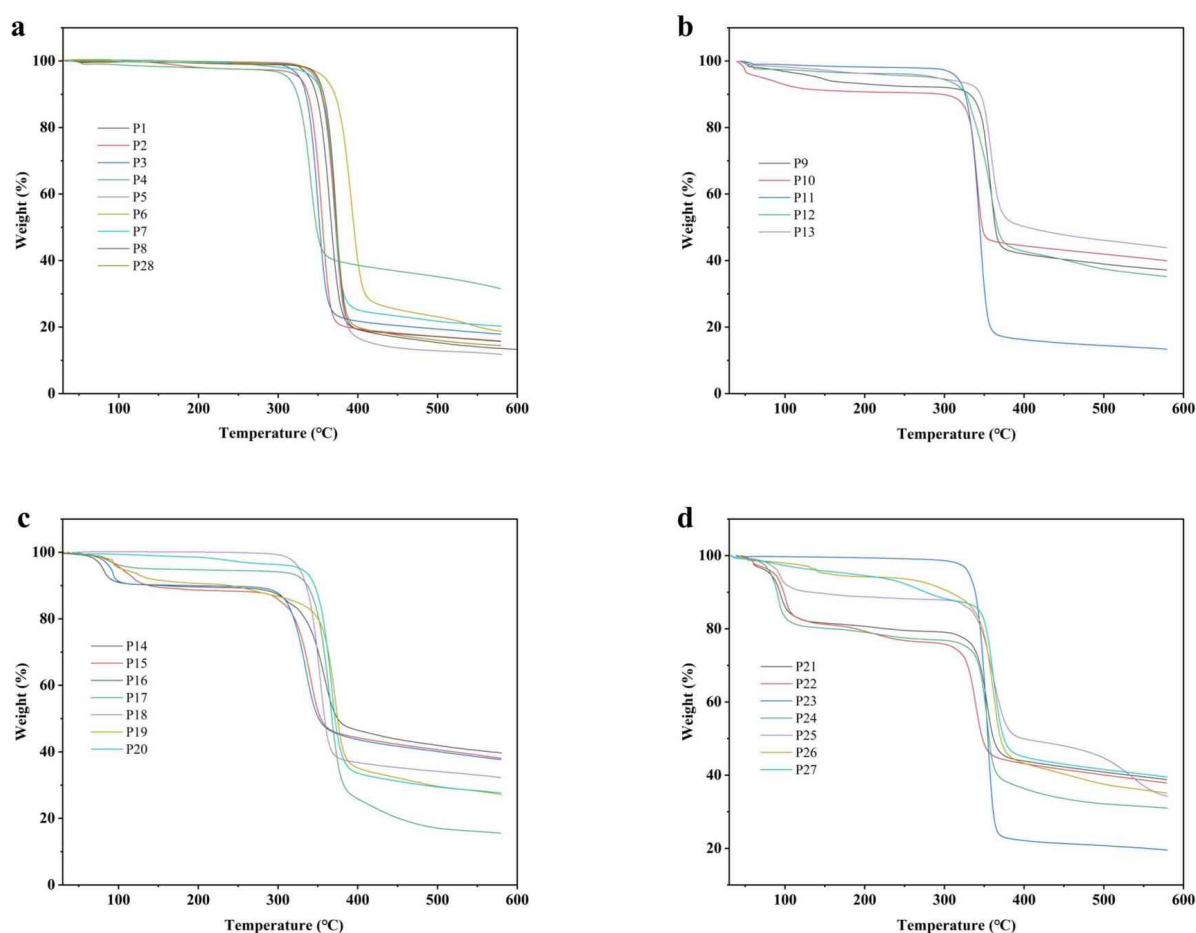 a
100
80
60
40
20
0
Weight (%)
P1
P2
P3
P4
P5
P6
P7
P8
P28
100 200 300 400 500 600
Temperature (℃)
b
100
80
60
40
20
0
Weight (%)
P9
P10
P11
P12
P13
100 200 300 400 500 600
Temperature (℃)
c
100
80
60
40
20
0
Weight (%)
P14
P15
P16
P17
P18
P19
P20
100 200 300 400 500 600
Temperature (℃)
d
100
80
60
40
20
Weight (%)
P21
P22
P23
P24
P25
P26
P27
100 200 300 400 500 600
Temperature (℃)